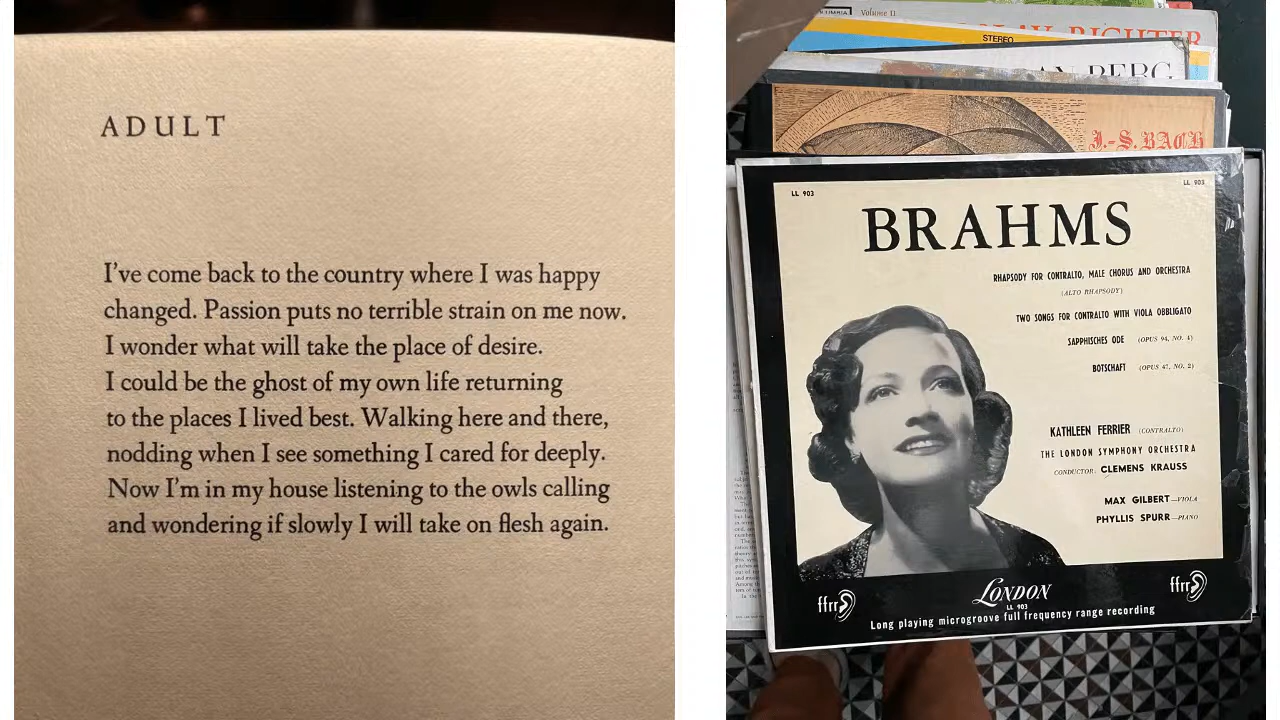 ADULT
I've come back to the country where I was happy
changed. Passion puts no terrible strain on me now.
I wonder what will take the place of desire.
I could be the ghost of my own life returning
to the places I lived best. Walking here and there,
nodding when I see something I cared for deeply.
Now I'm in my house listening to the owls calling
and wondering if slowly I will take on flesh again.
Volume II
RICHTER
STEREO
BERG
J.-S. BACH
LL 903
LL 903
BRAHMS
RHAPSODY FOR CONTRALTO, MALE CHORUS AND ORCHESTRA
(ALTO RHAPSODY)
TWO SONGS FOR CONTRALTO WITH VIOLA OBBLIGATO
SAPPHISCHES ODE (OPUS 94, NO. 4)
BOTSCHAFT (OPUS 47, NO. 2)
KATHLEEN FERRIER (CONTRALTO)
THE LONDON SYMPHONY ORCHESTRA
CONDUCTOR: CLEMENS KRAUSS
MAX GILBERT—VIOLA
PHYLLIS SPURR—PIANO
ffrr
LONDON
ffrr
LL 903
Long playing microgroove full frequency range recording